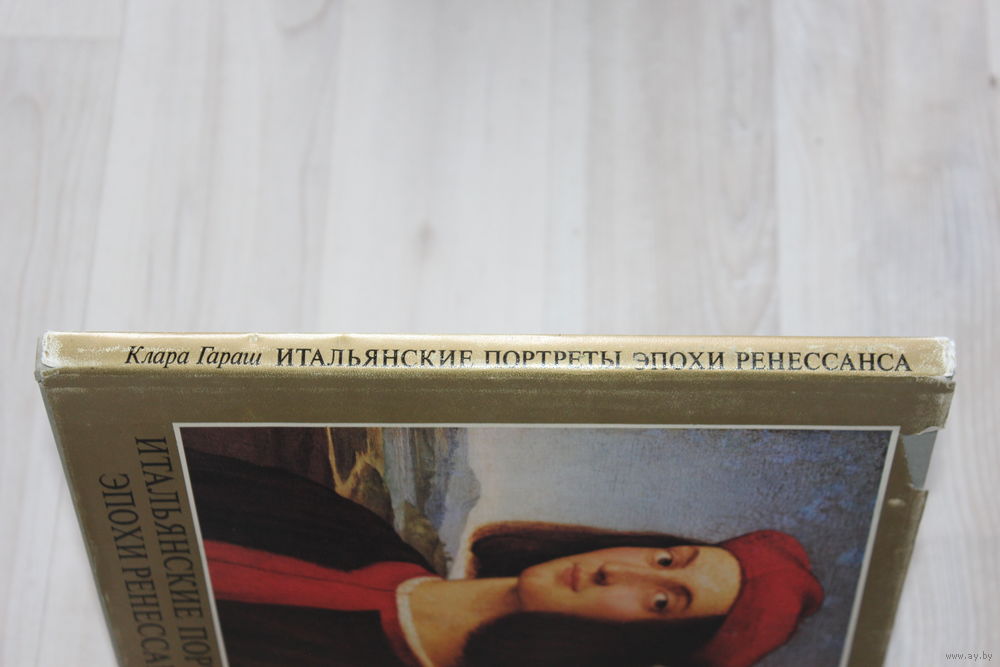 Клара Гараш ИТАЛЬЯНСКИЕ ПОРТРЕТЫ ЭПОХИ РЕНЕССАНСА
ИТАЛЬЯНСКИЕ ПОР
ЭПОХИ РЕНЕССА
www.ay.by